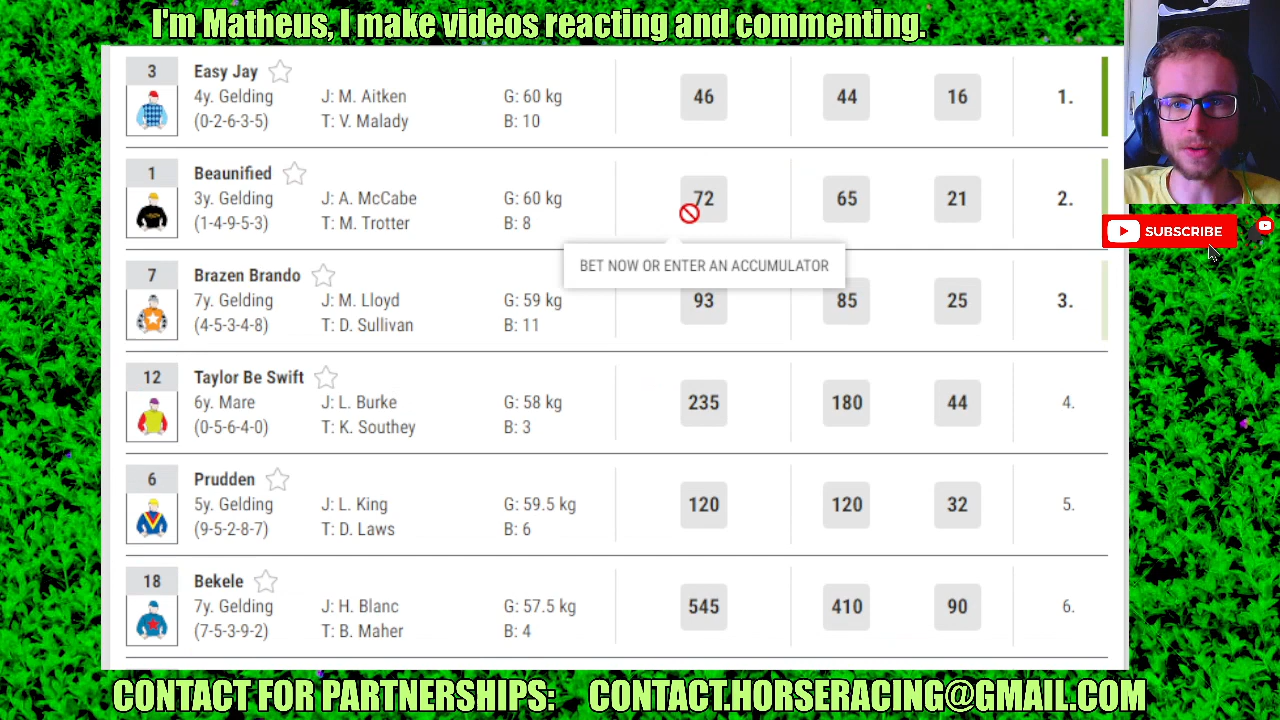 I'm Matheus, I make videos reacting and commenting.
3 Easy Jay
4y. Gelding J: M. Aitken G: 60 kg 46 44 16 1.
(0-2-6-3-5) T: V. Malady B: 10
1 Beaunified
3y. Gelding J: A. McCabe G: 60 kg 72 65 21 2.
(1-4-9-5-3) T: M. Trotter B: 8
SUBSCRIBE
BET NOW OR ENTER AN ACCUMULATOR
7 Brazen Brando
7y. Gelding J: M. Lloyd G: 59 kg 93 85 25 3.
(4-5-3-4-8) T: D. Sullivan B: 11
12 Taylor Be Swift
6y. Mare J: L. Burke G: 58 kg 235 180 44 4.
(0-5-6-4-0) T: K. Southey B: 3
6 Prudden
5y. Gelding J: L. King G: 59.5 kg 120 120 32 5.
(9-5-2-8-7) T: D. Laws B: 6
18 Bekele
7y. Gelding J: H. Blanc G: 57.5 kg 545 410 90 6.
(7-5-3-9-2) T: B. Maher B: 4
CONTACT FOR PARTNERSHIPS: CONTACT.HORSERACING@GMAIL.COM